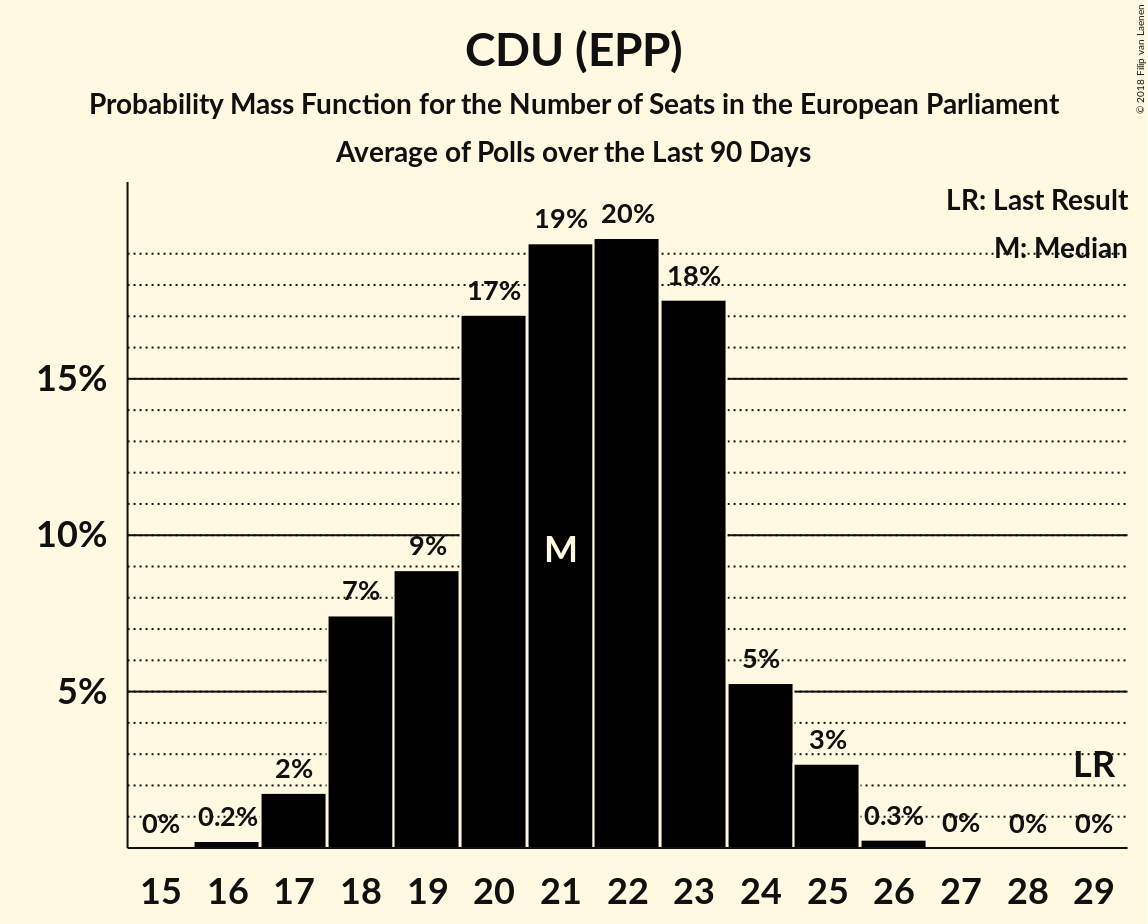 CDU (EPP)
Probability Mass Function for the Number of Seats in the European Parliament
Average of Polls over the Last 90 Days
© 2018 Filip van Laenen
LR: Last Result
M: Median
15%
10%
5%
0%
0.2%
2%
7%
9%
17%
19%
20%
18%
5%
3%
0.3%
0%
0%
0%
M
LR
15 16 17 18 19 20 21 22 23 24 25 26 27 28 29